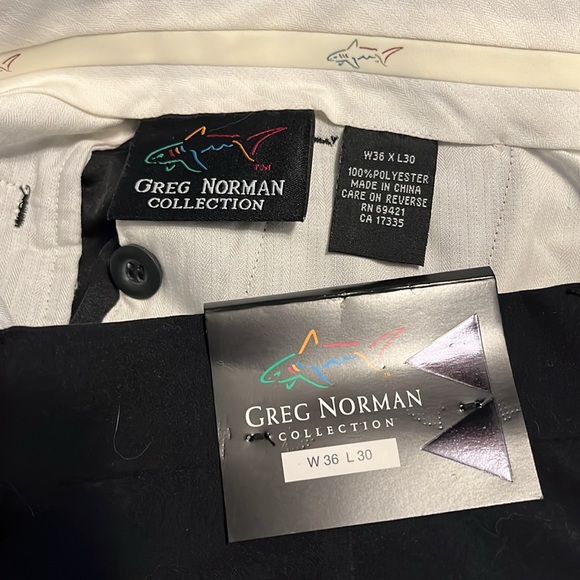 GREG NORMAN
COLLECTION
TM
W36 X L30
100%POLYESTER
MADE IN CHINA
CARE ON REVERSE
RN 69421
CA 17335
GREG NORMAN
COLLECTION
W 36 L 30